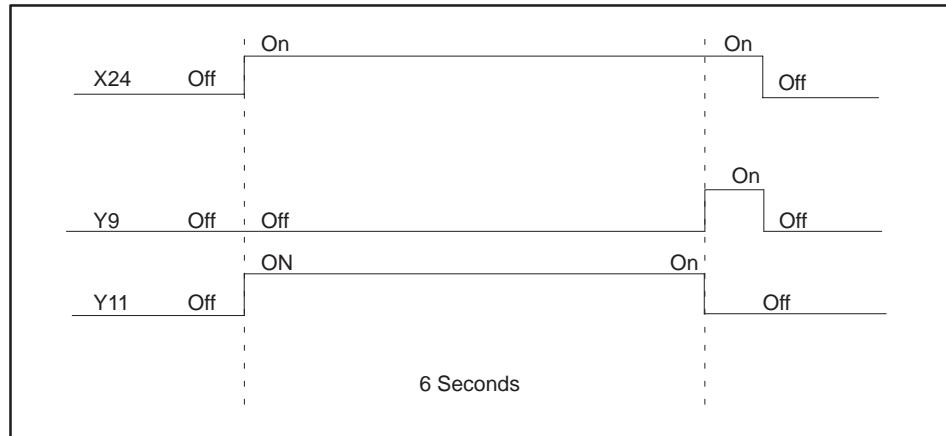 On On
X24 Off Off
On
Y9 Off Off Off
ON On
Y11 Off Off
6 Seconds